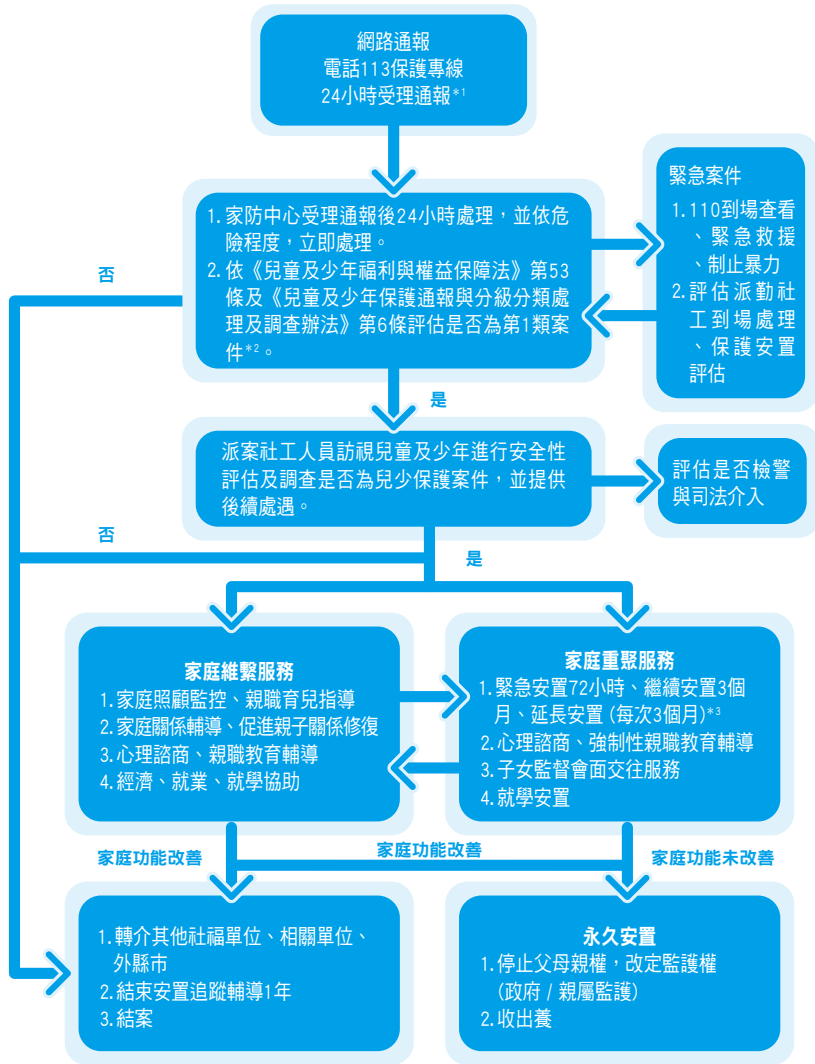 網路通報
電話113保護專線
24小時受理通報*1
緊急案件
1.110到場查看
、緊急救援
、制止暴力
2.評估派勤社
工到場處理
、保護安置
評估
1.家防中心受理通報後24小時處理，並依危
險程度，立即處理。
2.依《兒童及少年福利與權益保障法》第53
條及《兒童及少年保護通報與分級分類處
理及調查辦法》第6條評估是否為第1類案
件*2。
否
是
派案社工人員訪視兒童及少年進行安全性
評估及調查是否為兒少保護案件，並提供
後續處遇。
評估是否檢警
與司法介入
否
是
家庭維繫服務
1.家庭照顧監控、親職育兒指導
2.家庭關係輔導、促進親子關係修復
3.心理諮商、親職教育輔導
4.經濟、就業、就學協助
家庭重聚服務
1.緊急安置72小時、繼續安置3個
月、延長安置(每次3個月)*3
2.心理諮商、強制性親職教育輔導
3.子女監督會面交往服務
4.就學安置
家庭功能改善
家庭功能改善
家庭功能未改善
1.轉介其他社福單位、相關單位、
外縣市
2.結束安置追蹤輔導1年
3.結案
永久安置
1.停止父母親權，改定監護權
(政府/親屬監護)
2.收出養